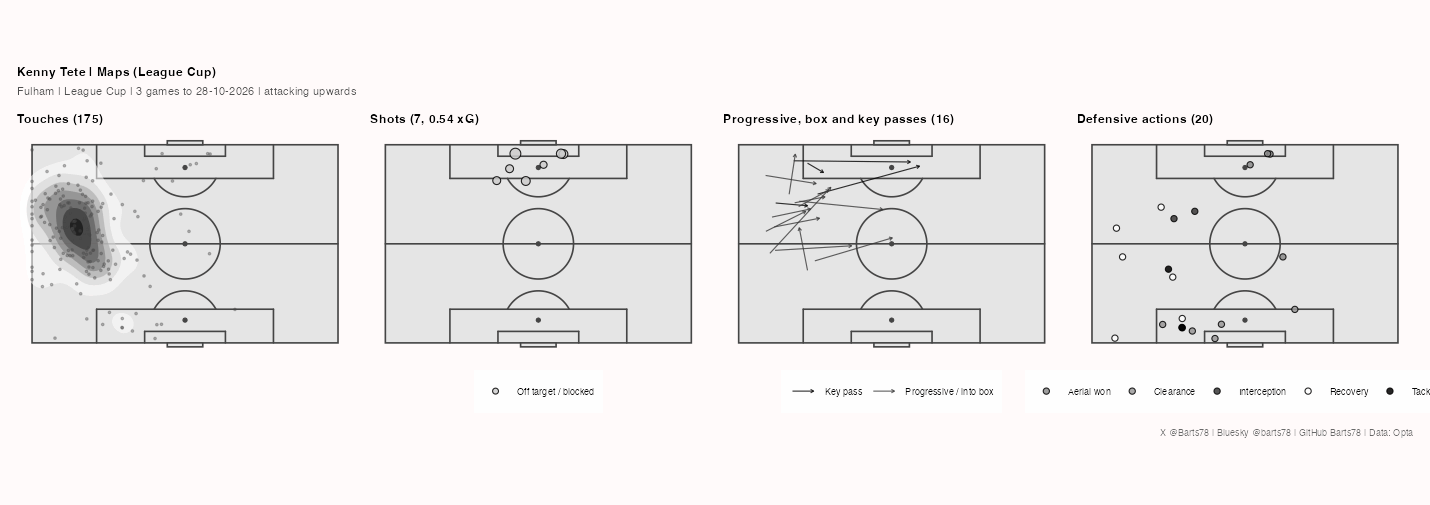 Kenny Tete | Maps (League Cup)
Fulham | League Cup | 3 games to 28-10-2026 | attacking upwards
Touches (175)
Shots (7, 0.54 xG)
Progressive, box and key passes (16)
Defensive actions (20)
Off target / blocked
Key pass
Progressive / into box
Aerial won
Clearance
Interception
Recovery
Tack
X @Barts78 | Bluesky @barts78 | GitHub Barts78 | Data: Opta